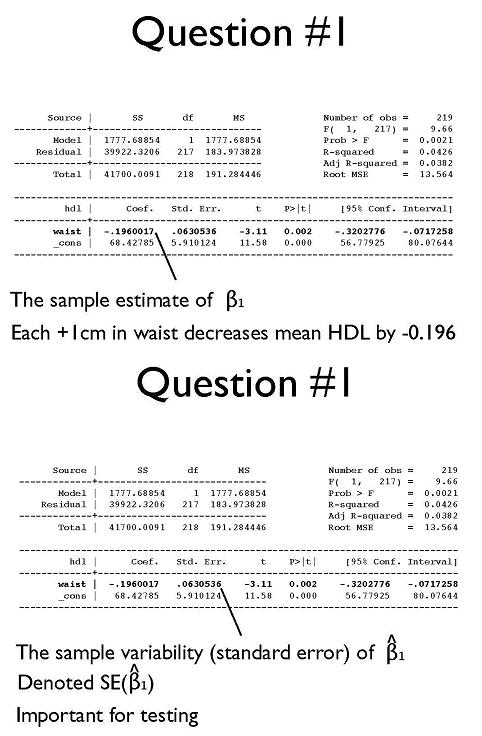 Question #1
Source | SS df MS Number of obs = 219
-------------+------------------------------ F( 1, 217) = 9.66
Model | 1777.68854 1 1777.68854 Prob > F = 0.0021
Residual | 39922.3206 217 183.973828 R-squared = 0.0426
-------------+------------------------------ Adj R-squared = 0.0382
Total | 41700.0091 218 191.284446 Root MSE = 13.564
------------------------------------------------------------------------------
hdl | Coef. Std. Err. t P>|t| [95% Conf. Interval]
-------------+----------------------------------------------------------------
waist | -.1960017 .0630536 -3.11 0.002 -.3202776 -.0717258
_cons | 68.42785 5.910124 11.58 0.000 56.77925 80.07644
------------------------------------------------------------------------------
The sample estimate of β1
Each +1cm in waist decreases mean HDL by -0.196
Question #1
Source | SS df MS Number of obs = 219
-------------+------------------------------ F( 1, 217) = 9.66
Model | 1777.68854 1 1777.68854 Prob > F = 0.0021
Residual | 39922.3206 217 183.973828 R-squared = 0.0426
-------------+------------------------------ Adj R-squared = 0.0382
Total | 41700.0091 218 191.284446 Root MSE = 13.564
------------------------------------------------------------------------------
hdl | Coef. Std. Err. t P>|t| [95% Conf. Interval]
-------------+----------------------------------------------------------------
waist | -.1960017 .0630536 -3.11 0.002 -.3202776 -.0717258
_cons | 68.42785 5.910124 11.58 0.000 56.77925 80.07644
------------------------------------------------------------------------------
The sample variability (standard error) of β̂1
Denoted SE(β̂1)
Important for testing